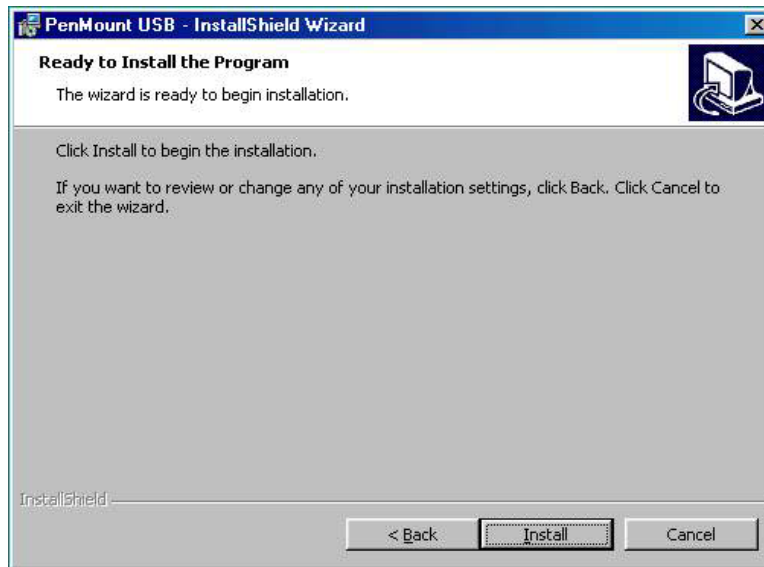 PenMount USB - InstallShield Wizard
Ready to Install the Program
The wizard is ready to begin installation.
Click Install to begin the installation.
If you want to review or change any of your installation settings, click Back. Click Cancel to
exit the wizard.
InstallShield
< Back
Install
Cancel